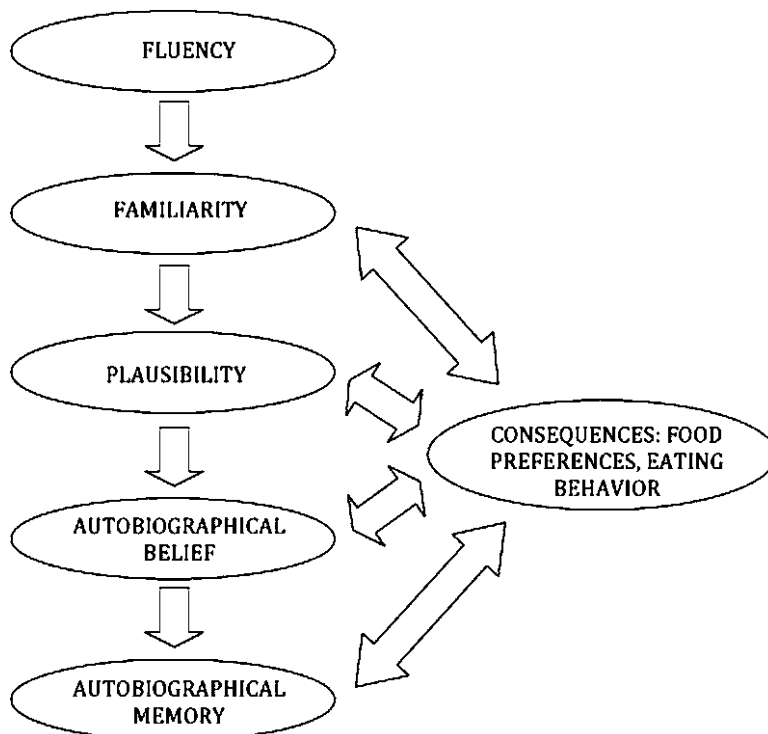 FLUENCY
FAMILIARITY
PLAUSIBILITY
CONSEQUENCES: FOOD
PREFERENCES, EATING
BEHAVIOR
AUTOBIOGRAPHICAL
BELIEF
AUTOBIOGRAPHICAL
MEMORY